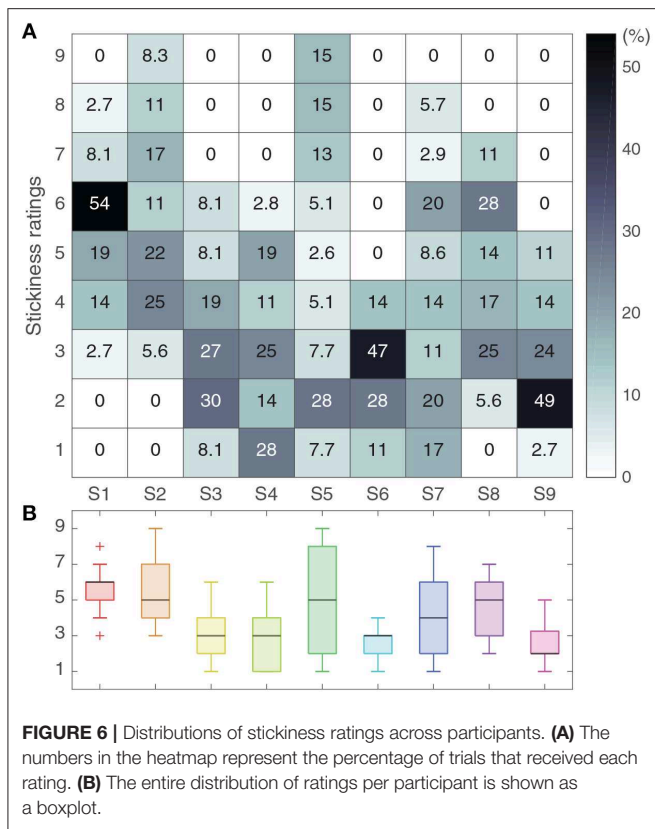 A
(%)
9 0 8.3 0 0 15 0 0 0 0
50
8 2.7 11 0 0 15 0 5.7 0 0
7 8.1 17 0 0 13 0 2.9 11 0
40
6 54 11 8.1 2.8 5.1 0 20 28 0
30
5 19 22 8.1 19 2.6 0 8.6 14 11
4 14 25 19 11 5.1 14 14 17 14
20
3 2.7 5.6 27 25 7.7 47 11 25 24
10
2 0 0 30 14 28 28 20 5.6 49
1 0 0 8.1 28 7.7 11 17 0 2.7
0
Stickiness ratings
S1 S2 S3 S4 S5 S6 S7 S8 S9
B
9
7
5
3
1
FIGURE 6 | Distributions of stickiness ratings across participants. (A) The
numbers in the heatmap represent the percentage of trials that received each
rating. (B) The entire distribution of ratings per participant is shown as
a boxplot.